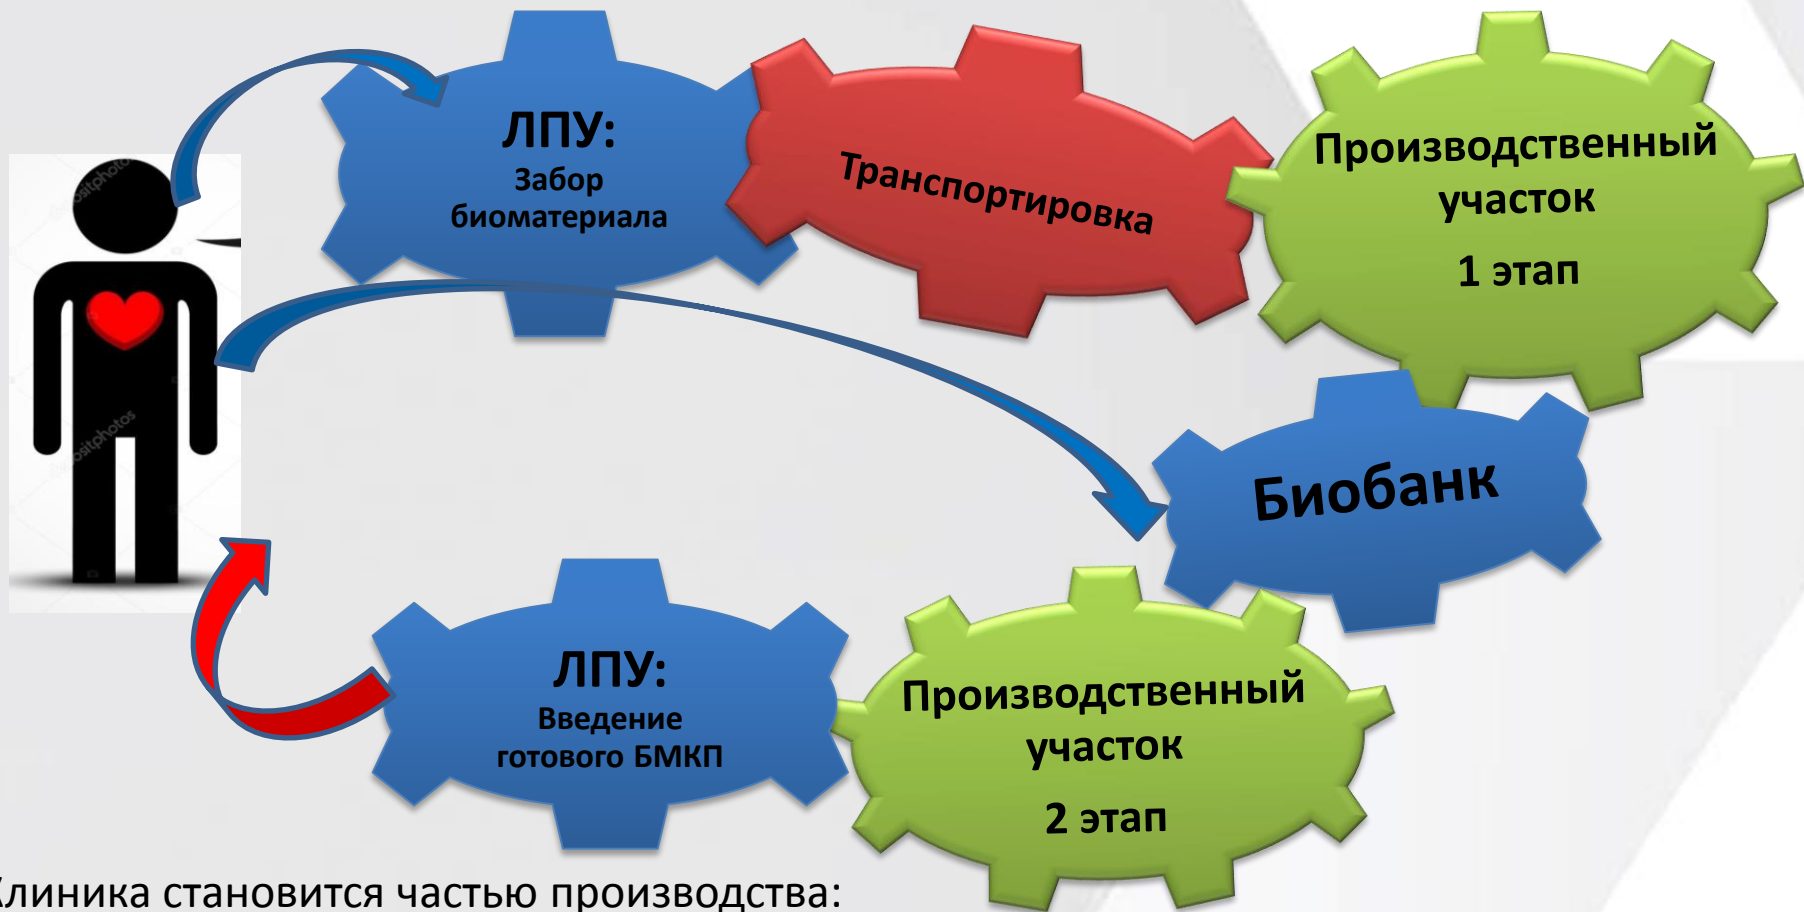 ЛПУ:
Забор
биоматериала
Транспортировка
Производственный
участок
1 этап
Биобанк
ЛПУ:
Введение
готового БМКП
Производственный
участок
2 этап
Клиника становится частью производства: